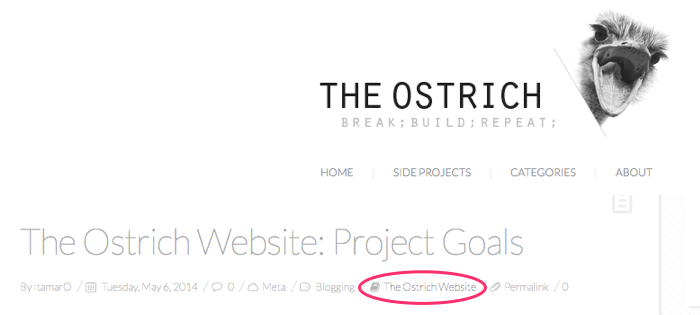 THE OSTRICH
BREAK;BUILD;REPEAT;
HOME | SIDE PROJECTS | CATEGORIES | ABOUT
The Ostrich Website: Project Goals
By itamarO / Tuesday, May 6, 2014 / 0 / Meta / Blogging The Ostrich Website Permalink / 0